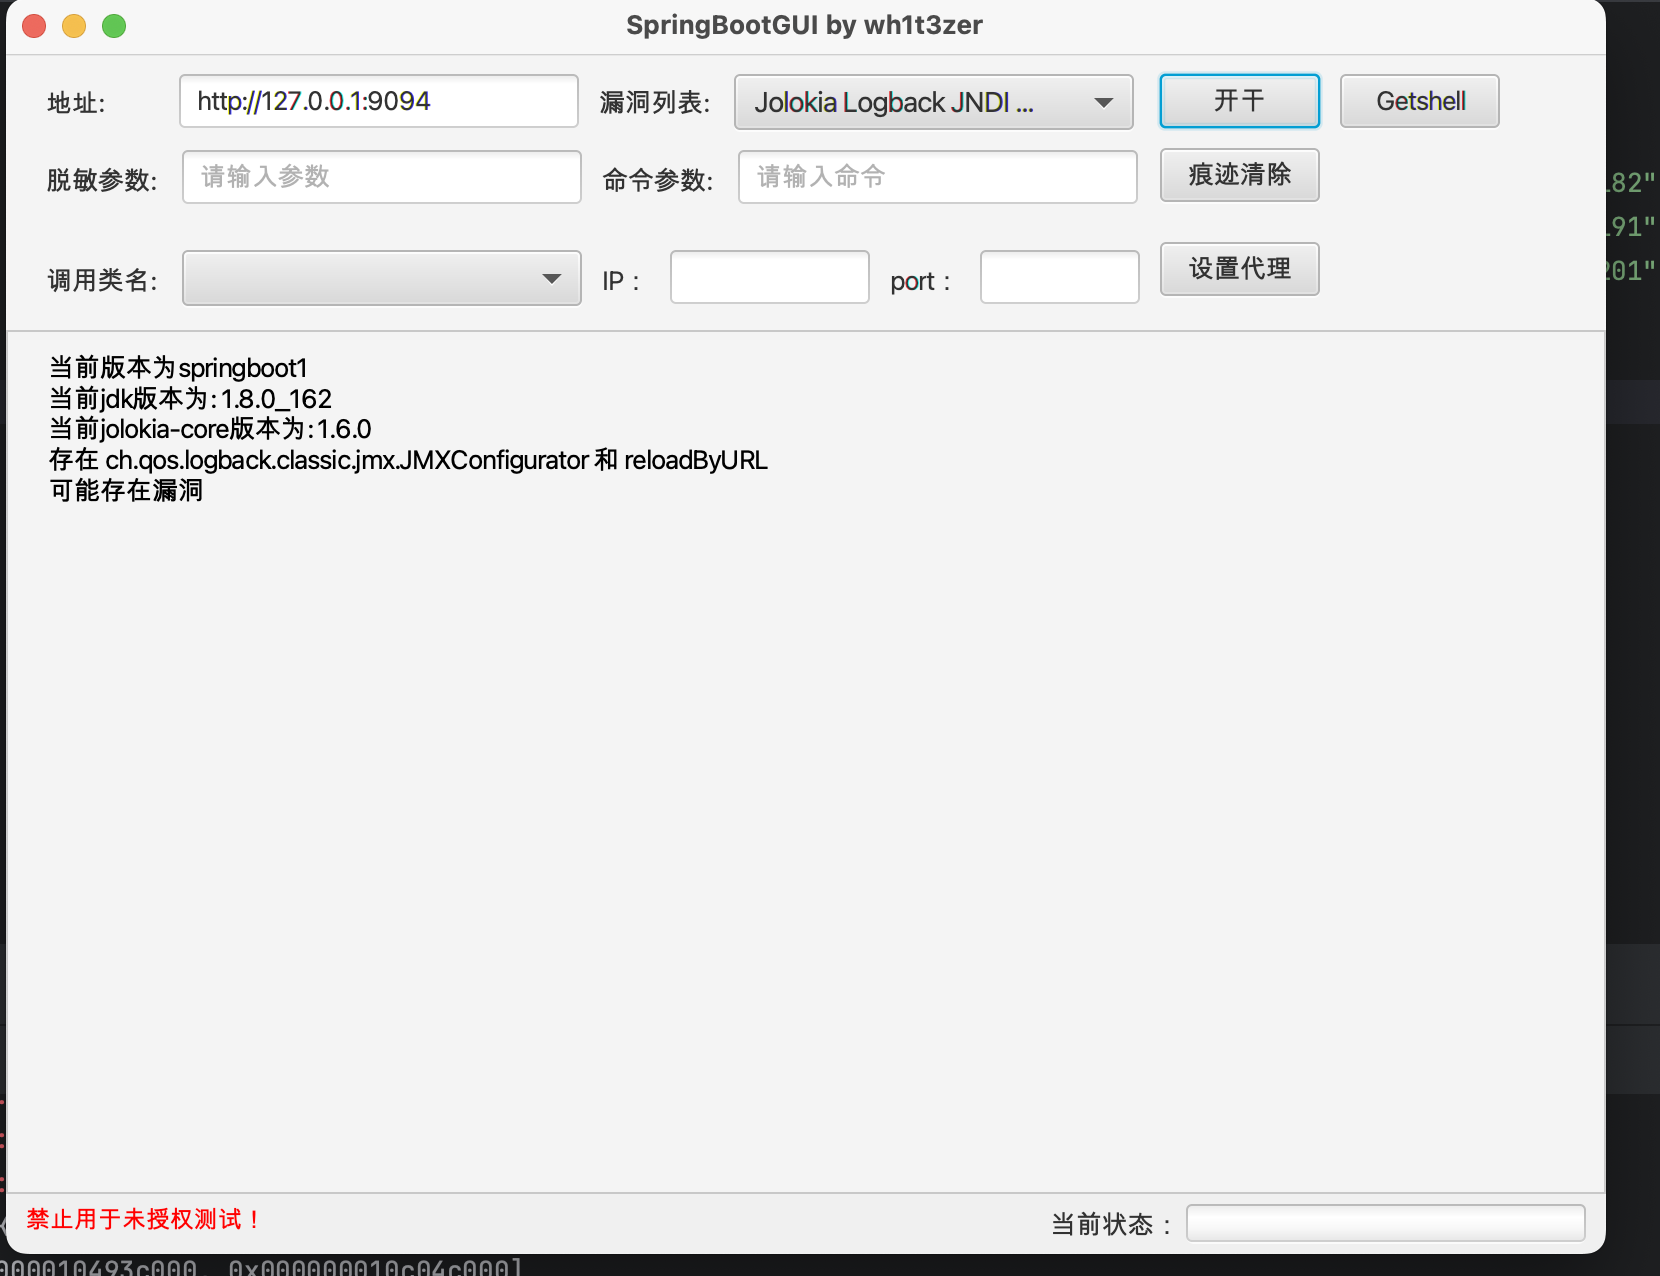 SpringBootGUI by wh1t3zer
地址: http://127.0.0.1:9094 漏洞列表: Jolokia Logback JNDI ... 开干 Getshell
脱敏参数: 请输入参数 命令参数: 请输入命令 痕迹清除
82"
91"
调用类名: IP : port : 设置代理
01"
当前版本为springboot1
当前jdk版本为:1.8.0_162
当前jolokia-core版本为:1.6.0
存在 ch.qos.logback.classic.jmx.JMXConfigurator 和 reloadByURL
可能存在漏洞
禁止用于未授权测试！
当前状态：
000010493c000, 0x000000010c04c000]